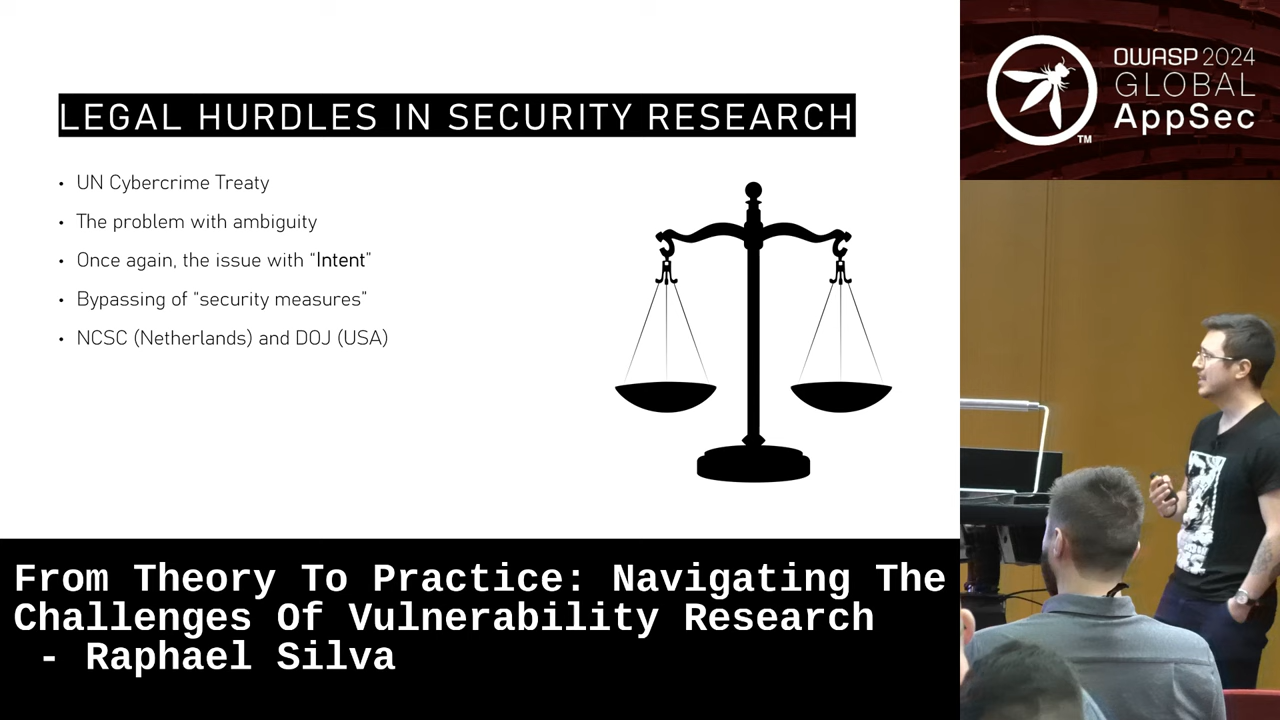 LEGAL HURDLES IN SECURITY RESEARCH
• UN Cybercrime Treaty
• The problem with ambiguity
• Once again, the issue with “Intent”
• Bypassing of “security measures”
• NCSC (Netherlands) and DOJ (USA)
OWASP 2024
GLOBAL
AppSec
TM
From Theory To Practice: Navigating The
Challenges Of Vulnerability Research
- Raphael Silva